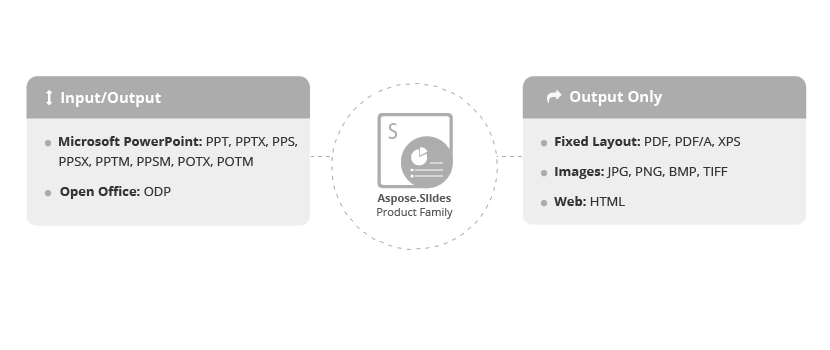 Input/Output
Microsoft PowerPoint: PPT, PPTX, PPS,
PPSX, PPTM, PPSM, POTX, POTM
Open Office: ODP
S
Aspose.Slides
Product Family
Output Only
Fixed Layout: PDF, PDF/A, XPS
Images: JPG, PNG, BMP, TIFF
Web: HTML